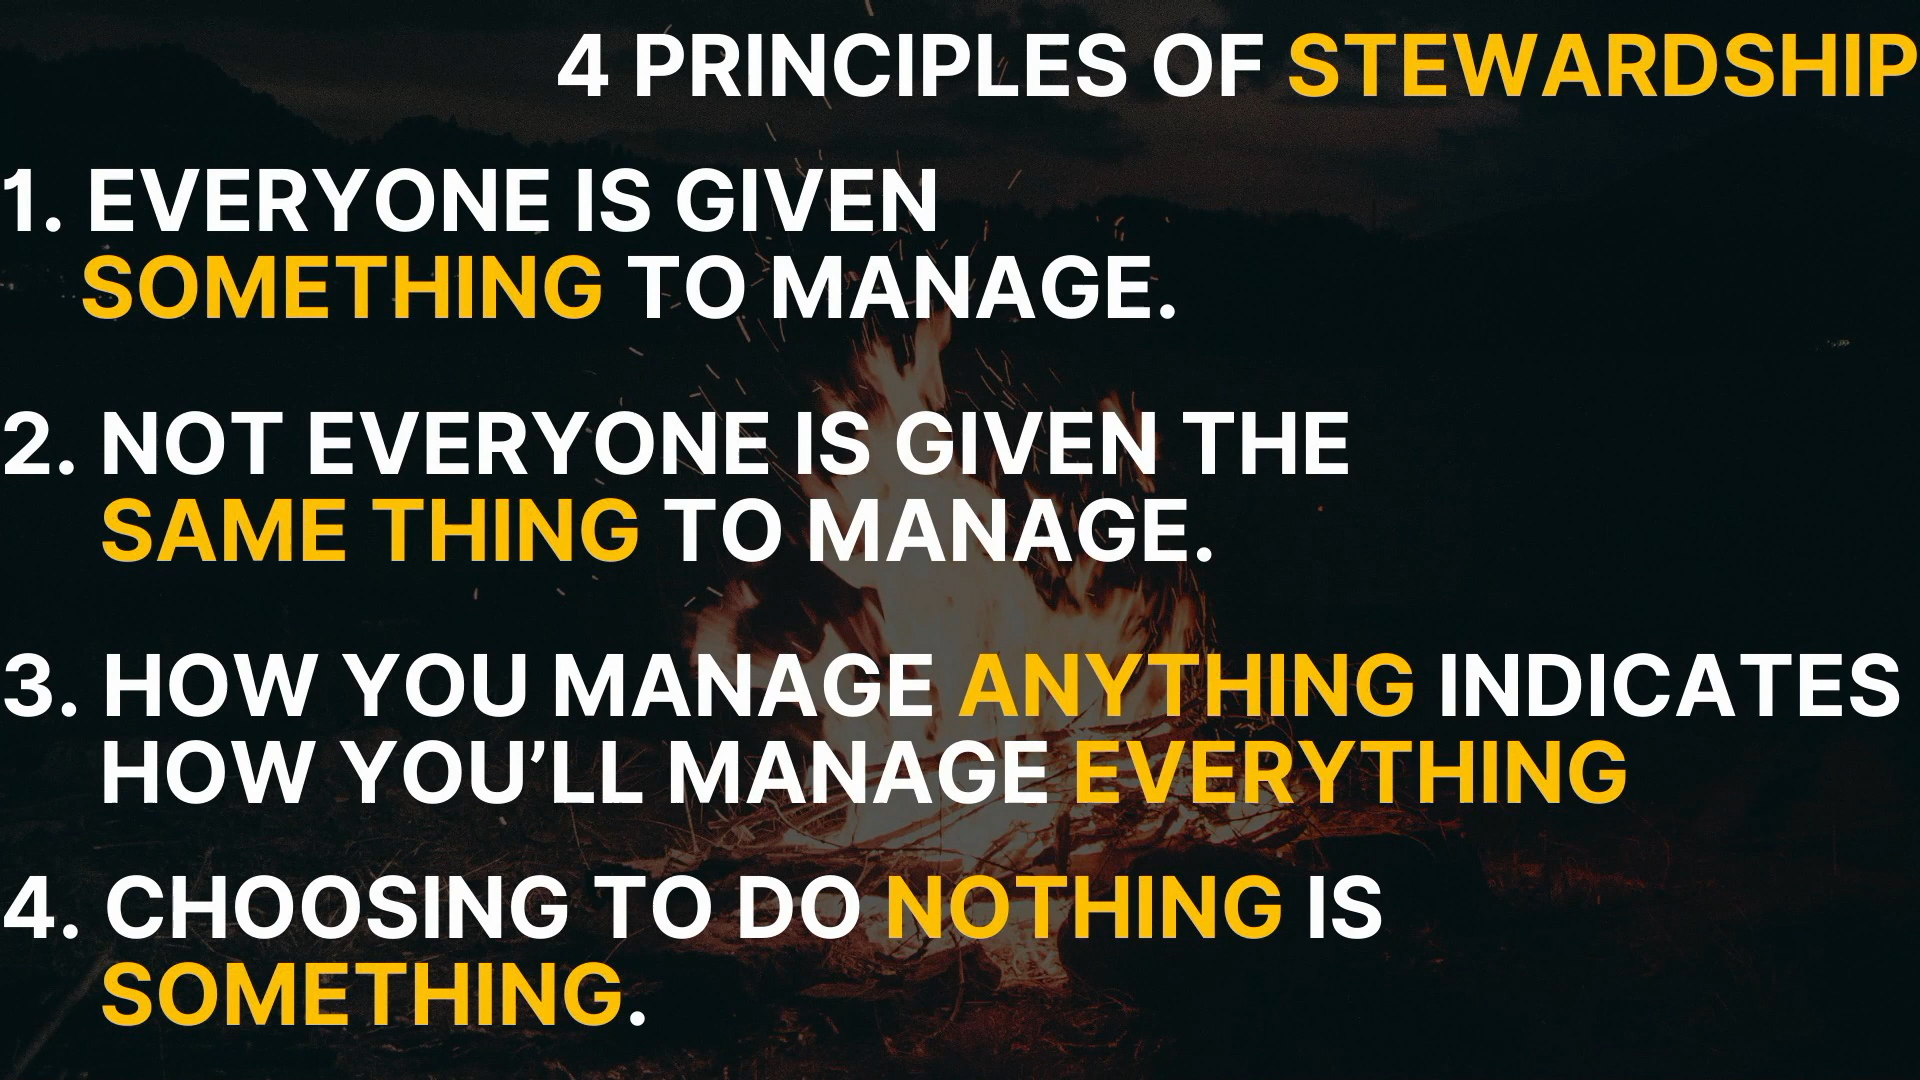 4 PRINCIPLES OF STEWARDSHIP
1. EVERYONE IS GIVEN
SOMETHING TO MANAGE.
2. NOT EVERYONE IS GIVEN THE
SAME THING TO MANAGE.
3. HOW YOU MANAGE ANYTHING INDICATES
HOW YOU’LL MANAGE EVERYTHING
4. CHOOSING TO DO NOTHING IS
SOMETHING.